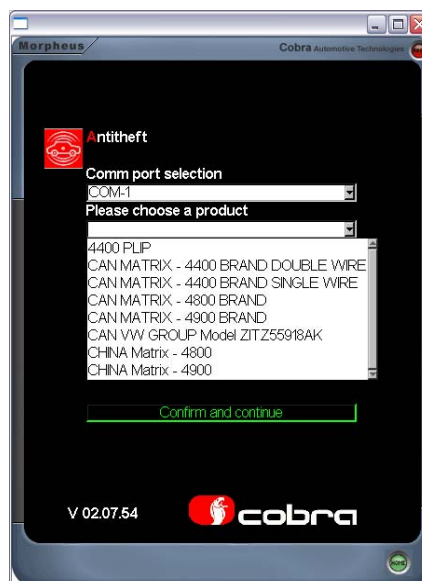 Morpheus
Cobra Automotive Technologies
Antitheft
Comm port selection
COM-1
Please choose a product
4400 PLIP
CAN MATRIX - 4400 BRAND DOUBLE WIRE
CAN MATRIX - 4400 BRAND SINGLE WIRE
CAN MATRIX - 4800 BRAND
CAN MATRIX - 4900 BRAND
CAN VW GROUP Model ZITZ55918AK
CHINA Matrix - 4800
CHINA Matrix - 4900
Confirm and continue
V 02.07.54
cobra
HOME